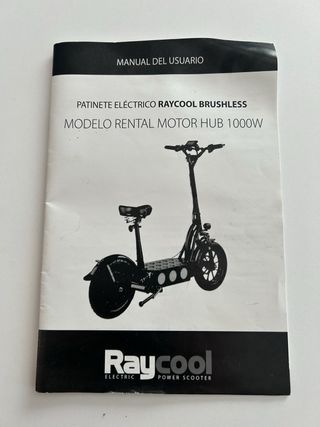 MANUAL DEL USUARIO
PATINETE ELÉCTRICO RAYCOOL BRUSHLESS
MODELO RENTAL MOTOR HUB 1000W
Raycool
ELECTRIC POWER SCOOTER